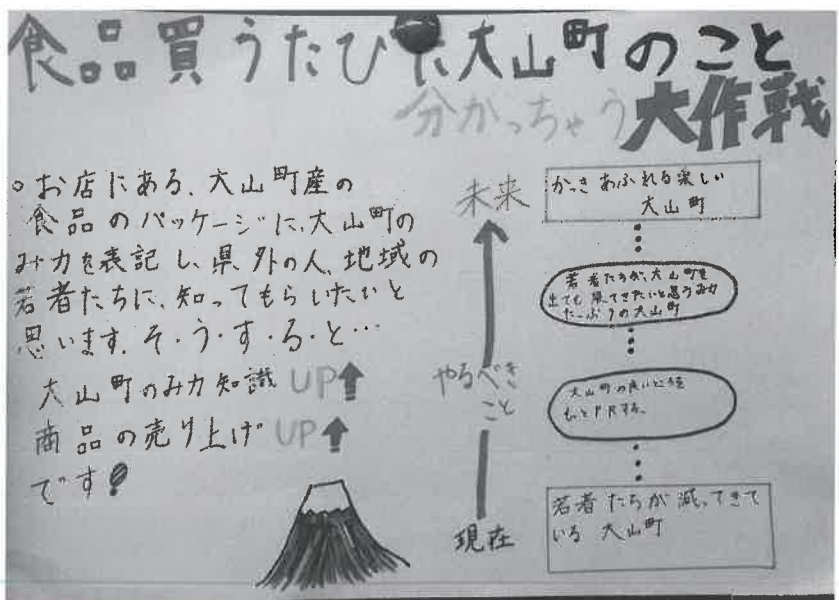 食品買うたびに大山町のこと
分かっちゃう大作戦
○お店にある、大山町産の
食品のパッケージに、大山町の
み力を表記し、県外の人、地域の
若者たちに、知ってもらいたいと
思います。そ・う・す・る・と…
大山町のみ力知識 UP↑
商品の売り上げ UP↑
です!
未来
やるべき
こと
現在
かっきあふれる楽しい
大山町
若者たちが、大山町を
出ても 帰てきたいと思うみ力
たーぷりの大山町
大山町の良いところを
もっとPRする。
若者たちが 減ってきて
いる 大山町